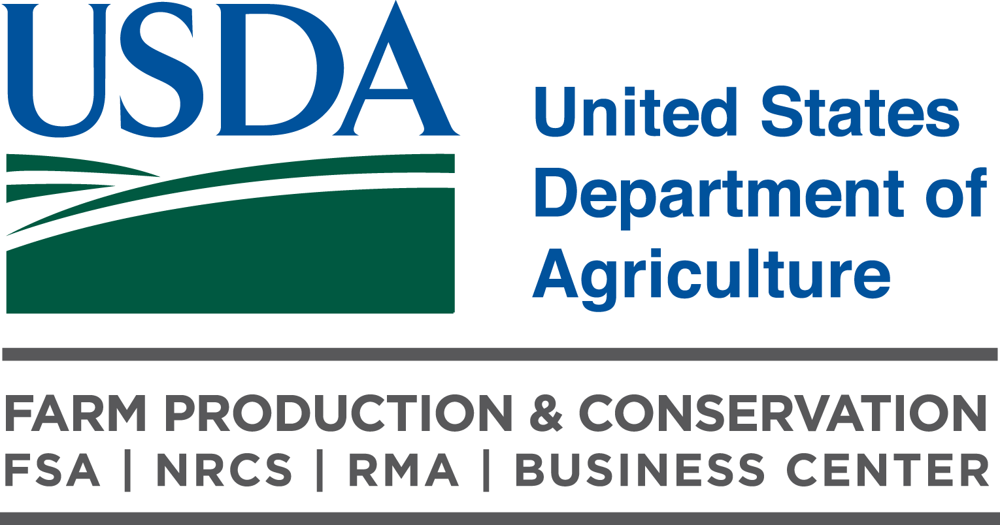 USDA
United States
Department of
Agriculture
FARM PRODUCTION & CONSERVATION
FSA | NRCS | RMA | BUSINESS CENTER